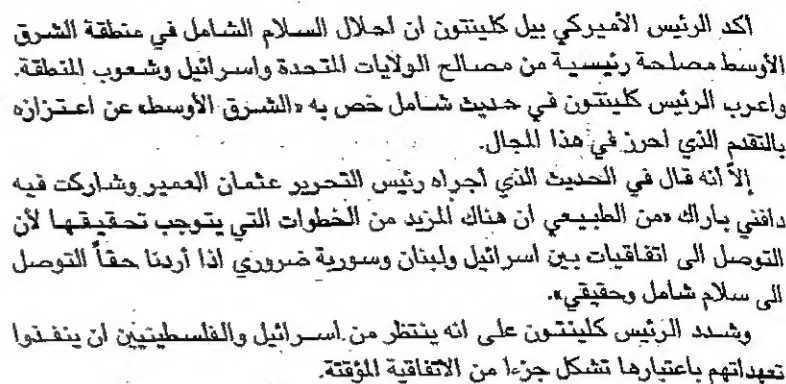 اكد الرئيس الأميركي بيل كلينتون ان احلال السلام الشامل في منطقة الشرق
الأوسط مصلحة رئيسية من مصالح الولايات المتحدة واسرائيل وشعوب المنطقة.
واعرب الرئيس كلينتون في حديث شامل خص به «الشرق الأوسط» عن اعتزازه
بالتقدم الذي احرز في هذا المجال.
إلاّ أنه قال في الحديث الذي أجراه رئيس التحرير عثمان العمير وشاركت فيه
دافني باراك «من الطبيعي ان هناك المزيد من الخطوات التي يتوجب تحقيقها لأن
التوصل الى اتفاقيات بين اسرائيل ولبنان وسورية ضروري اذا أردنا حقاً التوصل
الى سلام شامل وحقيقي».
وشدد الرئيس كلينتون على انه ينتظر من اسرائيل والفلسطينيين ان ينفذوا
تعهداتهم باعتبارها تشكل جزءا من الاتفاقية المؤقتة.